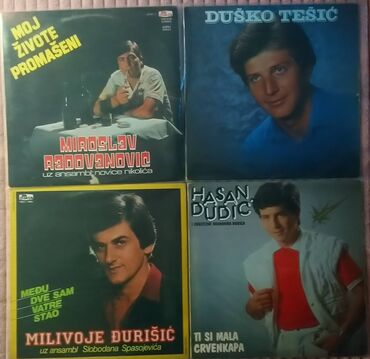 MOJ
ŽIVOTE
PROMAŠENI
MIROSLAV
RADOVANOVIĆ
uz ansambl novice nikolića
DUŠKO TEŠIĆ
MEĐU
DVE SAM
VATRE
STAO
MILIVOJE ĐURIŠIĆ
uz ansambl Slobodana Spasojevića
HASAN
DUDIĆ
TI SI MALA
CRVENKAPA